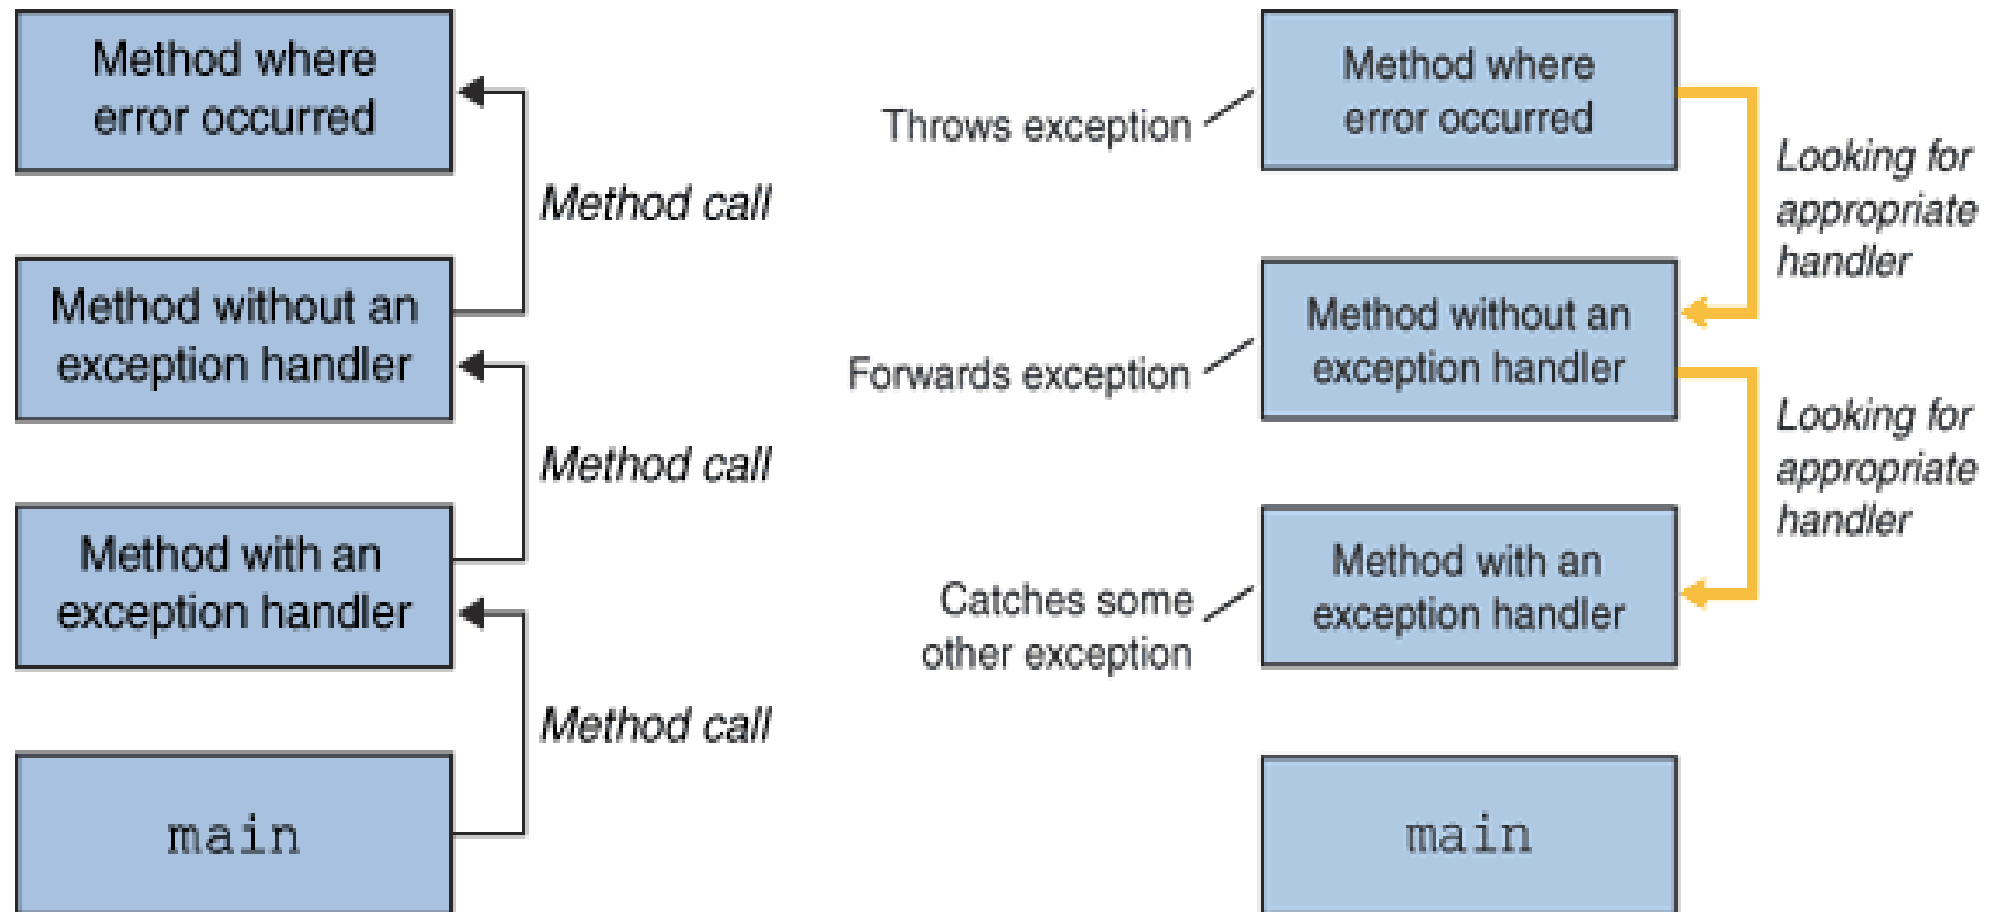 Method where
error occurred
Method call
Method without an
exception handler
Method call
Method with an
exception handler
Method call
main
Throws exception
Method where
error occurred
Looking for
appropriate
handler
Forwards exception
Method without an
exception handler
Looking for
appropriate
handler
Catches some
other exception
Method with an
exception handler
main